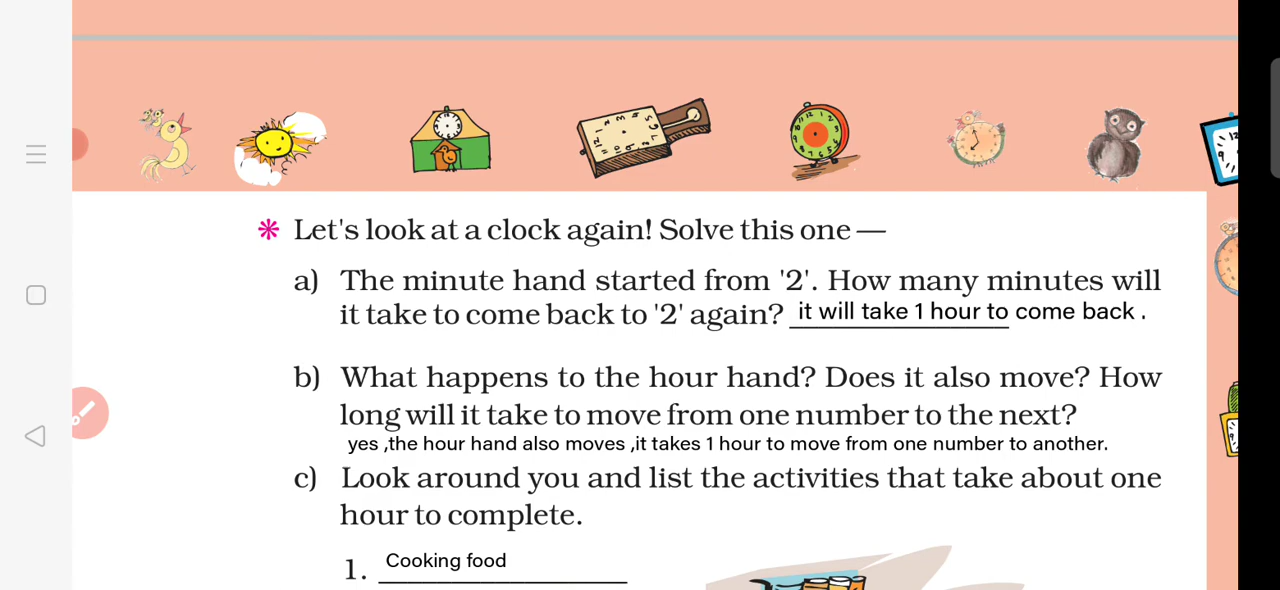 ❋ Let's look at a clock again! Solve this one —
a) The minute hand started from '2'. How many minutes will
it take to come back to '2' again? it will take 1 hour to come back .
b) What happens to the hour hand? Does it also move? How
long will it take to move from one number to the next?
yes ,the hour hand also moves ,it takes 1 hour to move from one number to another.
c) Look around you and list the activities that take about one
hour to complete.
1. Cooking food